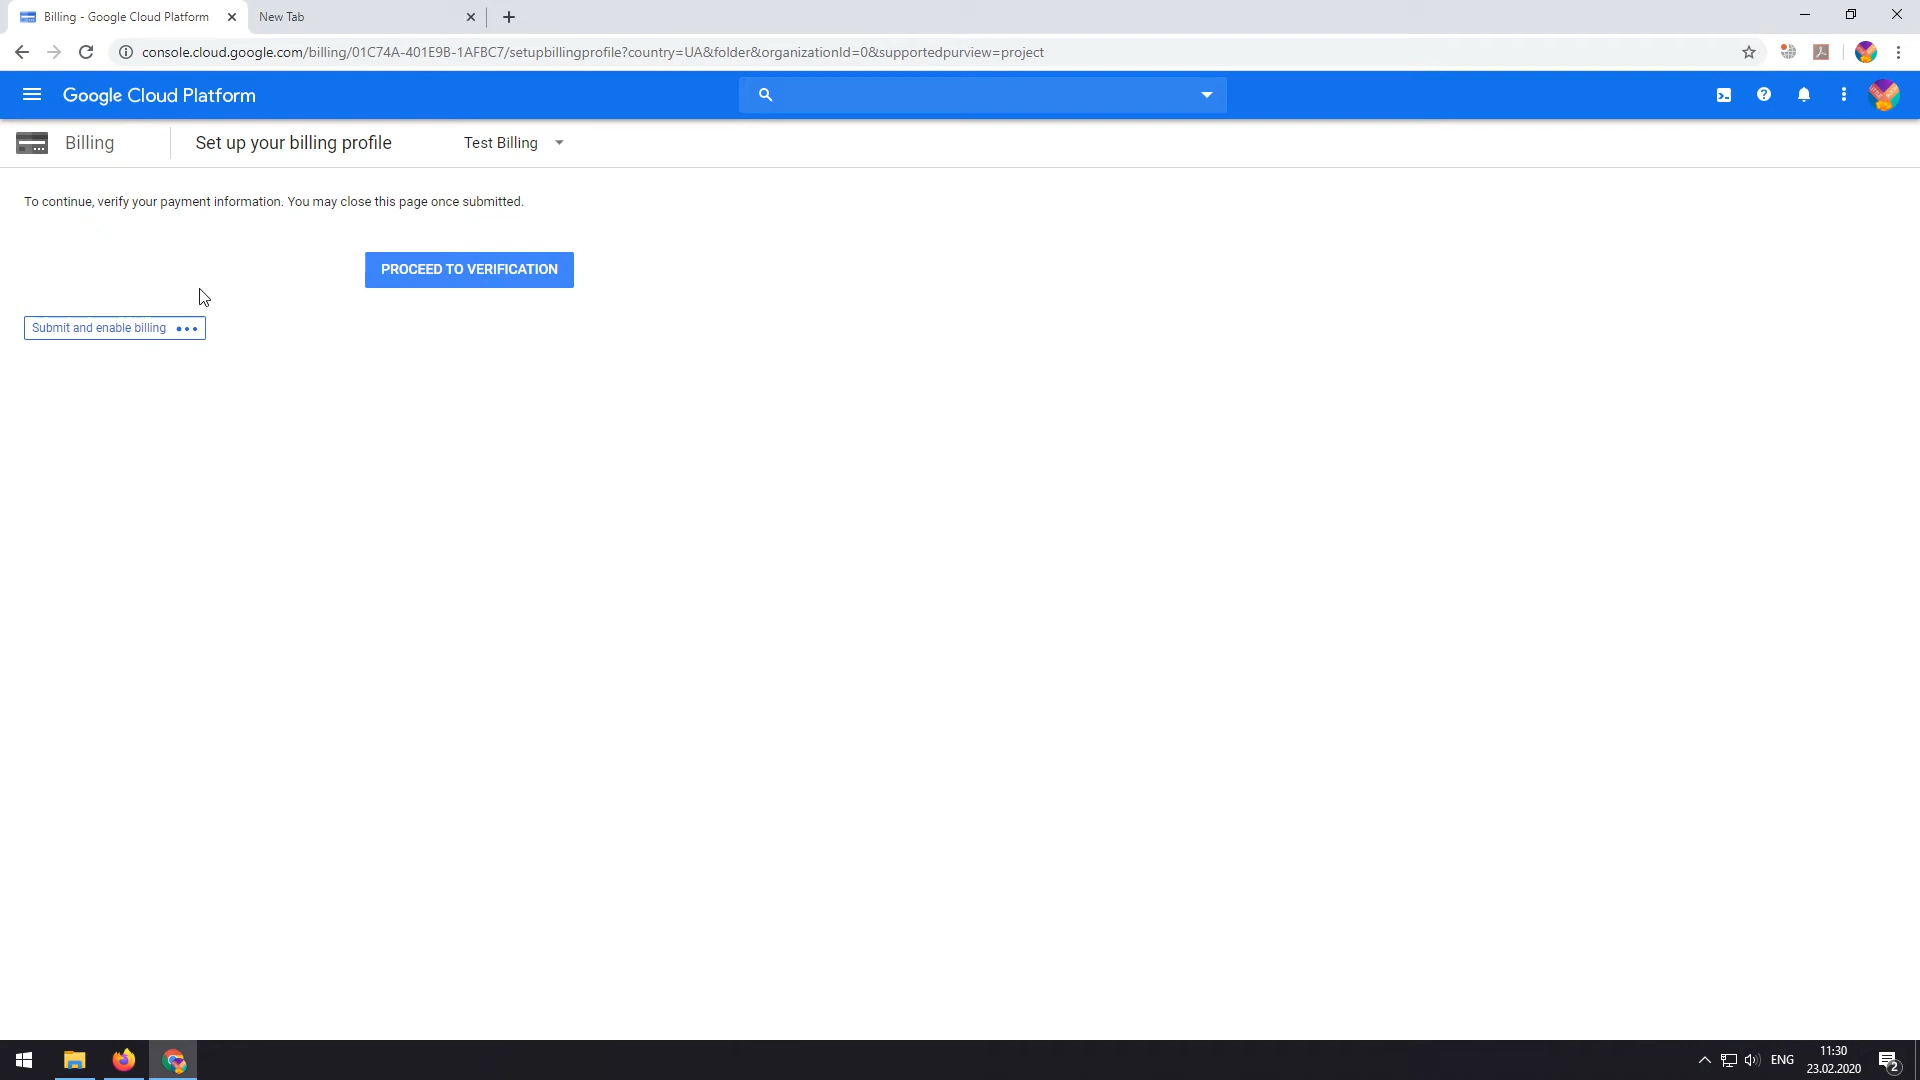 Billing - Google Cloud Platform
New Tab
console.cloud.google.com/billing/01C74A-401E9B-1AFBC7/setupbillingprofile?country=UA&folder&organizationId=0&supportedpurview=project
Google Cloud Platform
Billing
Set up your billing profile
Test Billing
To continue, verify your payment information. You may close this page once submitted.
PROCEED TO VERIFICATION
Submit and enable billing
ENG
11:30
23.02.2020
2